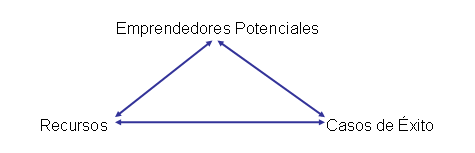 Emprendedores Potenciales
Recursos
Casos de Éxito